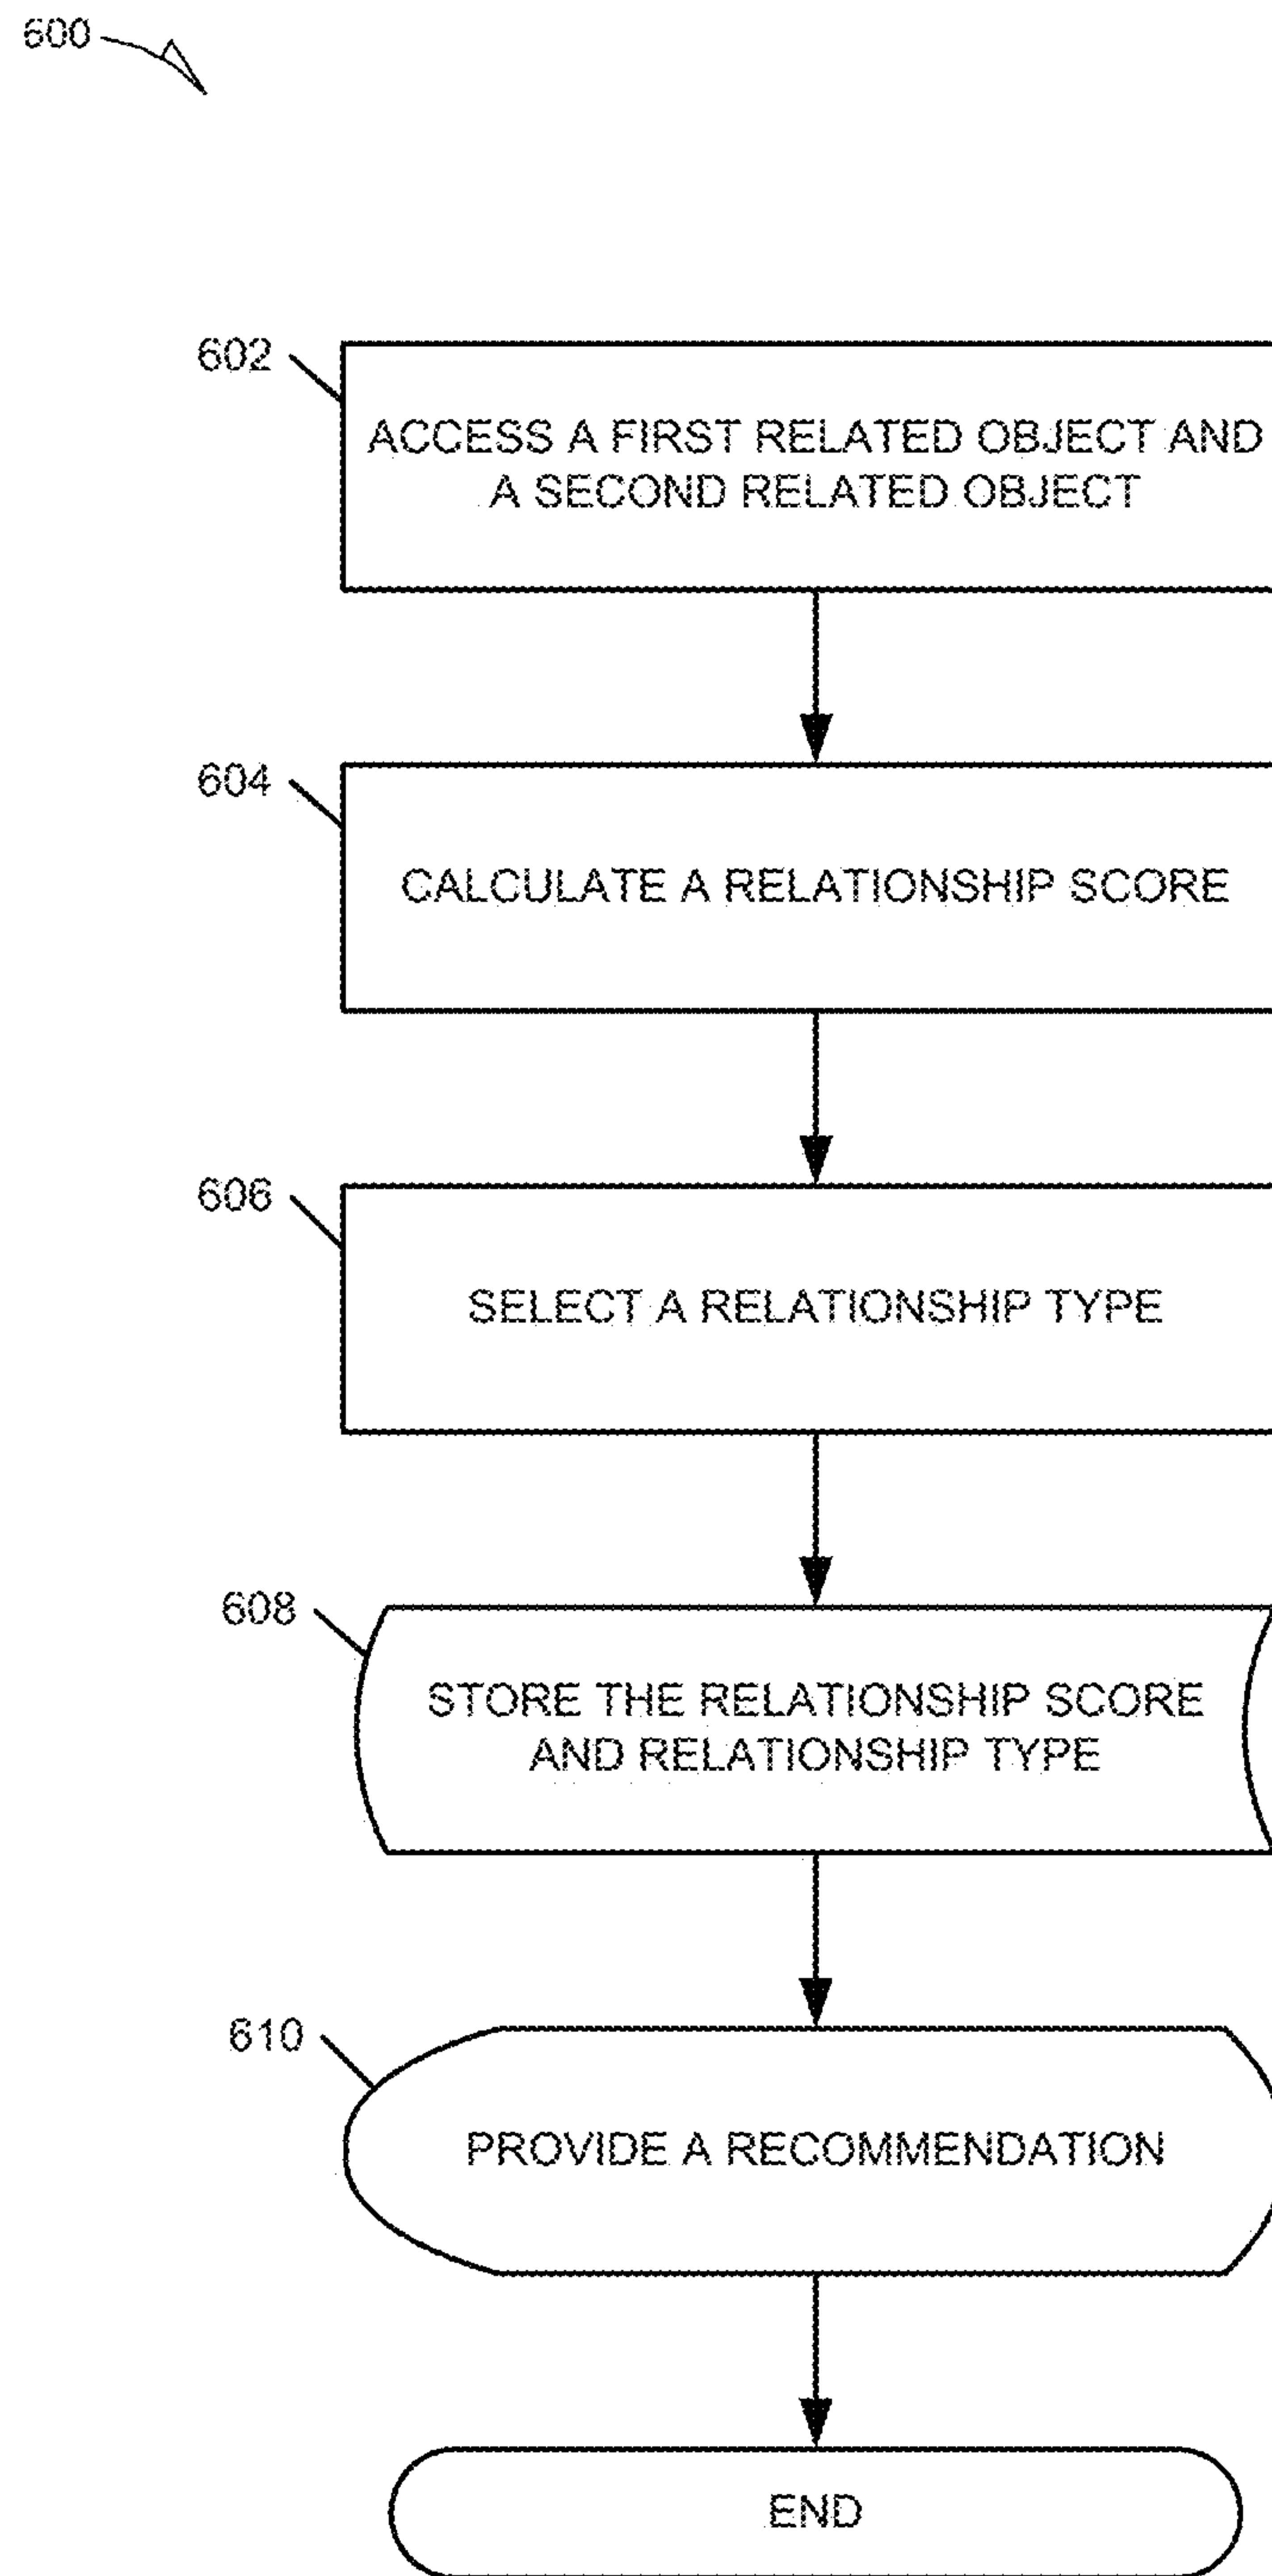 600
602
ACCESS A FIRST RELATED OBJECT AND
A SECOND RELATED OBJECT
604
CALCULATE A RELATIONSHIP SCORE
606
SELECT A RELATIONSHIP TYPE
608
STORE THE RELATIONSHIP SCORE
AND RELATIONSHIP TYPE
610
PROVIDE A RECOMMENDATION
END